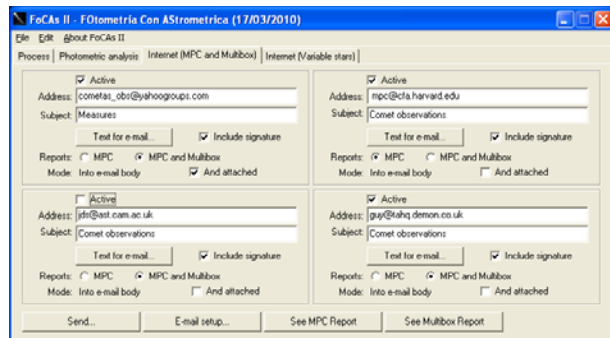 FoCAs II - FOtometría Con AStrometrica (17/03/2010)
File Edit About FoCAs II
Process Photometric analysis Internet (MPC and Multibox) Internet (Variable stars)
Active
Address: cometas_obs@yahoogroups.com
Subject: Measures
Text for e-mail... Include signature
Reports: MPC MPC and Multibox
Mode: Into e-mail body And attached
Active
Address: mpc@cfa.harvard.edu
Subject: Comet observations
Text for e-mail... Include signature
Reports: MPC MPC and Multibox
Mode: Into e-mail body And attached
Active
Address: jds@ast.cam.ac.uk
Subject: Comet observations
Text for e-mail... Include signature
Reports: MPC MPC and Multibox
Mode: Into e-mail body And attached
Active
Address: guy@tahq.demon.co.uk
Subject: Comet observations
Text for e-mail... Include signature
Reports: MPC MPC and Multibox
Mode: Into e-mail body And attached
Send... E-mail setup... See MPC Report See Multibox Report